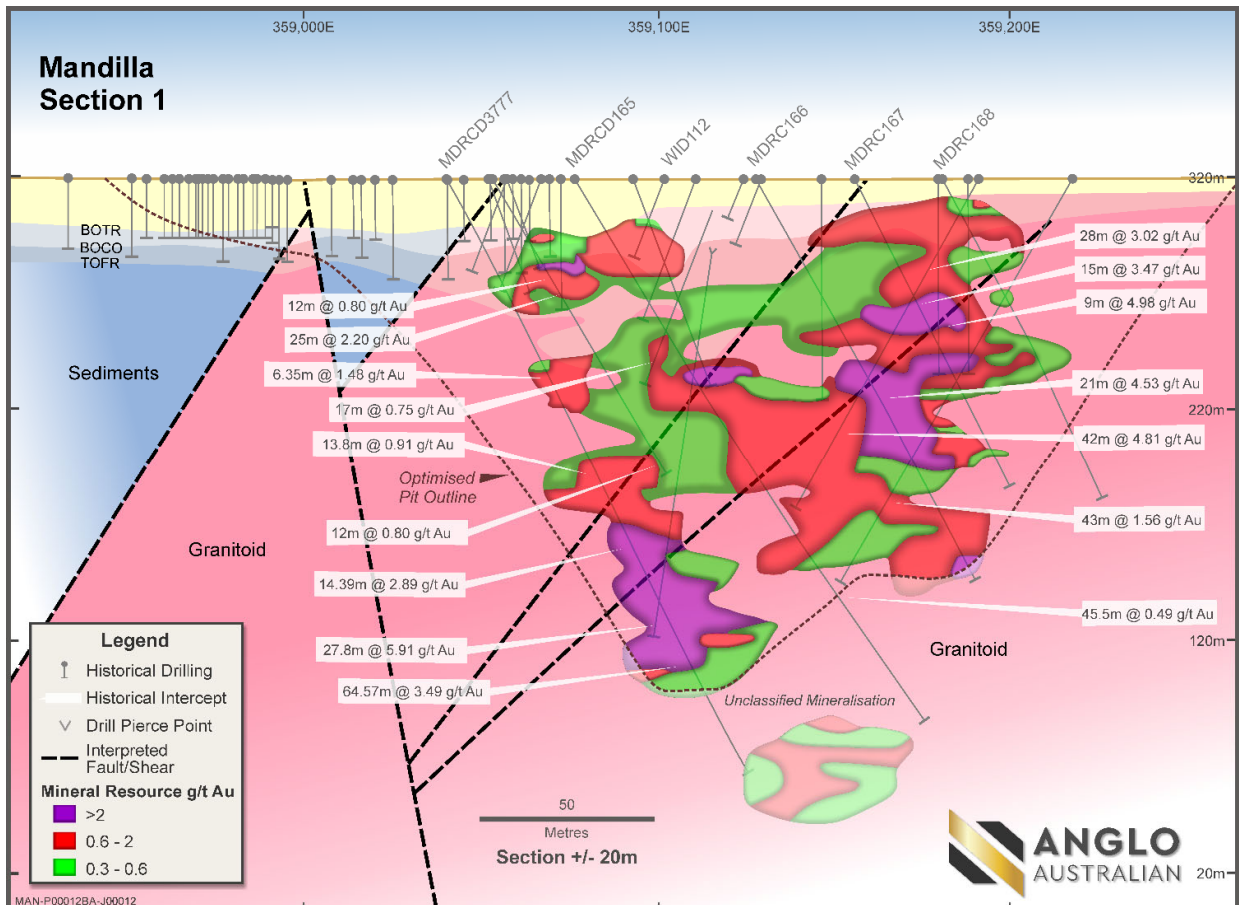 359,000E
359,100E
359,200E
Mandilla
Section 1
MDRCD3777
MDRCD165
WID112
MDRC166
MDRC167
MDRC168
320m
BOTR
BOCO
TOFR
28m @ 3.02 g/t Au
15m @ 3.47 g/t Au
9m @ 4.98 g/t Au
12m @ 0.80 g/t Au
25m @ 2.20 g/t Au
Sediments
6.35m @ 1.48 g/t Au
21m @ 4.53 g/t Au
17m @ 0.75 g/t Au
220m
42m @ 4.81 g/t Au
13.8m @ 0.91 g/t Au
Optimised
Pit Outline
43m @ 1.56 g/t Au
12m @ 0.80 g/t Au
Granitoid
14.39m @ 2.89 g/t Au
45.5m @ 0.49 g/t Au
120m
Granitoid
27.8m @ 5.91 g/t Au
64.57m @ 3.49 g/t Au
Unclassified Mineralisation
Legend
Historical Drilling
Historical Intercept
Drill Pierce Point
Interpreted
Fault/Shear
Mineral Resource g/t Au
>2
0.6 - 2
0.3 - 0.6
50
Metres
Section +/- 20m
ANGLO
AUSTRALIAN
20m
MAN-P00012BA-J00012